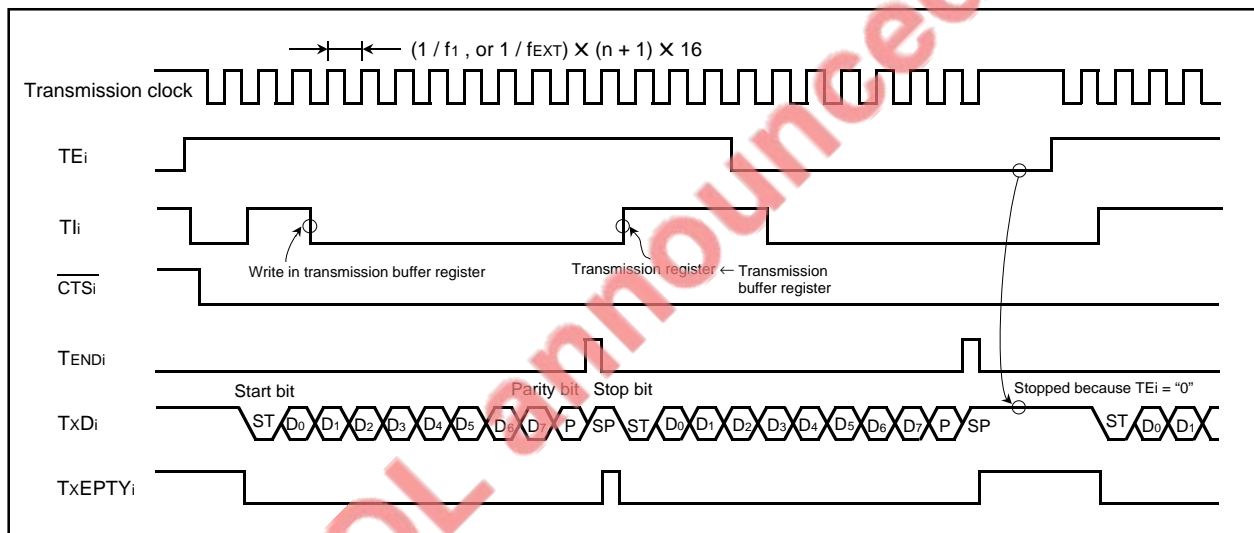 (1 / f1 , or 1 / fEXT) X (n + 1) X 16
Transmission clock
TEi
TIi
Write in transmission buffer register
Transmission register ← Transmission
buffer register
CTSi
TENDi
Start bit
Parity bit
Stop bit
Stopped because TEi = “0”
TxDi
ST D0 D1 D2 D3 D4 D5 D6 D7 P SP ST D0 D1 D2 D3 D4 D5 D6 D7 P SP ST D0 D1
TxEPTYi
OL announced